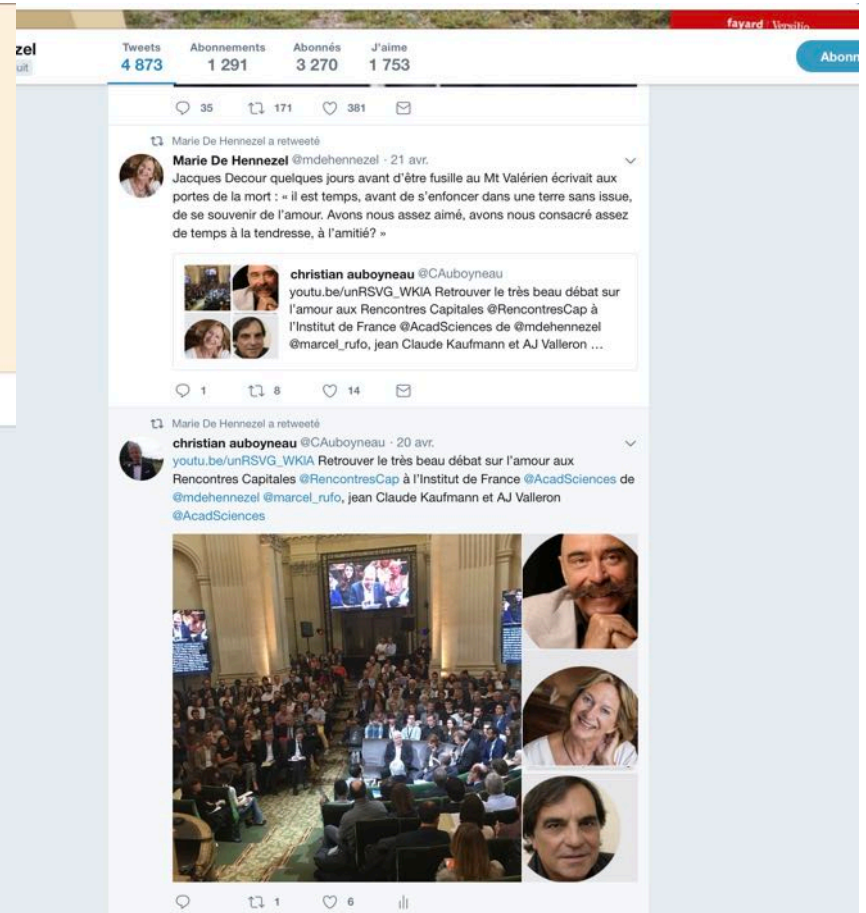 fayard Versilio
zel
uit
Tweets Abonnements Abonnés J'aime
4 873 1 291 3 270 1 753
Abonn
35 171 381
Marie De Hennezel a retweeté
Marie De Hennezel @mdehennezel · 21 avr.
Jacques Decour quelques jours avant d'être fusille au Mt Valérien écrivait aux
portes de la mort : « il est temps, avant de s'enfoncer dans une terre sans issue,
de se souvenir de l'amour. Avons nous assez aimé, avons nous consacré assez
de temps à la tendresse, à l'amitié? »
christian auboyneau @CAuboyneau
youtu.be/unRSVG_WKlA Retrouver le très beau débat sur
l'amour aux Rencontres Capitales @RencontresCap à
l'Institut de France @AcadSciences de @mdehennezel
@marcel_rufo, jean Claude Kaufmann et AJ Valleron ...
1 8 14
Marie De Hennezel a retweeté
christian auboyneau @CAuboyneau · 20 avr.
youtu.be/unRSVG_WKlA Retrouver le très beau débat sur l'amour aux
Rencontres Capitales @RencontresCap à l'Institut de France @AcadSciences de
@mdehennezel @marcel_rufo, jean Claude Kaufmann et AJ Valleron
@AcadSciences
1 6